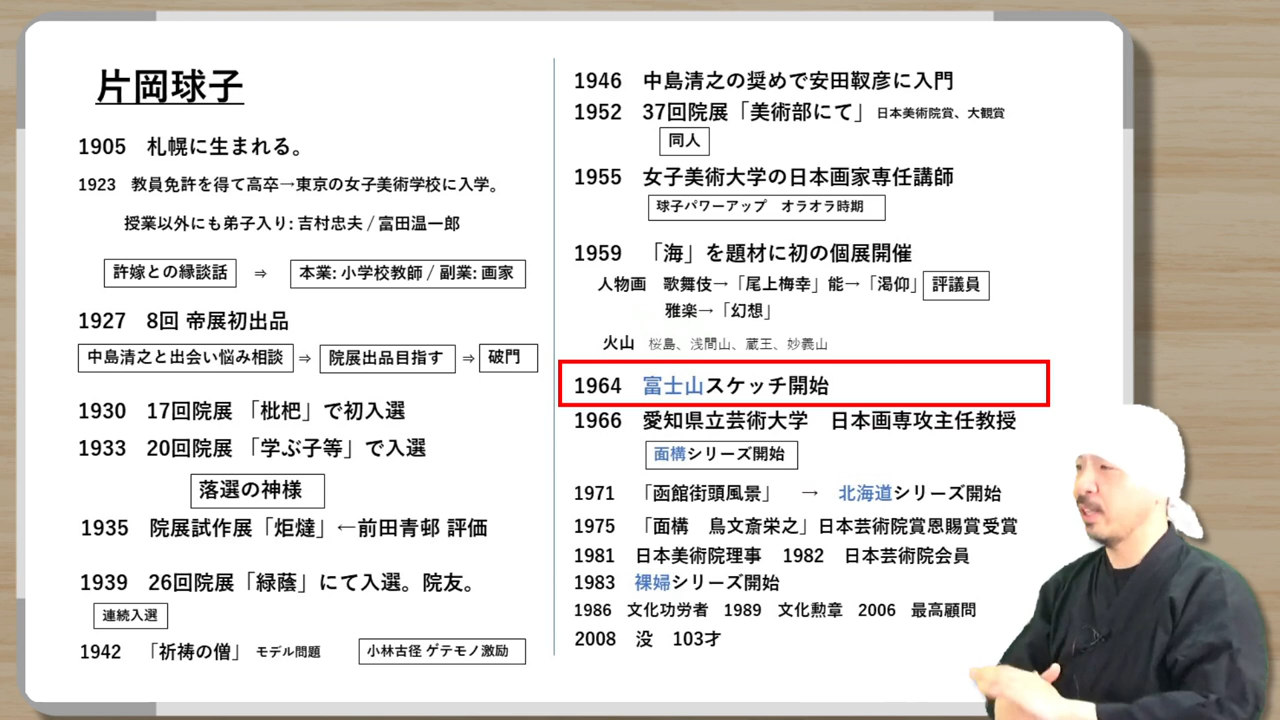 片岡球子
1905 札幌に生まれる。
1923 教員免許を得て高卒→東京の女子美術学校に入学。
授業以外にも弟子入り: 吉村忠夫 / 富田温一郎
許嫁との縁談話 ⇒ 本業: 小学校教師 / 副業: 画家
1927 8回 帝展初出品
中島清之と出会い悩み相談 ⇒ 院展出品目指す ⇒ 破門
1930 17回院展 「枇杷」で初入選
1933 20回院展 「学ぶ子等」で入選
落選の神様
1935 院展試作展「炬燵」←前田青邨 評価
1939 26回院展「緑蔭」にて入選。院友。
連続入選
1942 「祈祷の僧」 モデル問題 小林古径 ゲテモノ激励
1946 中島清之の奨めで安田靫彦に入門
1952 37回院展「美術部にて」 日本美術院賞、大観賞
同人
1955 女子美術大学の日本画家専任講師
球子パワーアップ オラオラ時期
1959 「海」を題材に初の個展開催
人物画 歌舞伎→「尾上梅幸」能→「渇仰」 評議員
雅楽→「幻想」
火山 桜島、浅間山、蔵王、妙義山
1964 富士山スケッチ開始
1966 愛知県立芸術大学 日本画専攻主任教授
面構シリーズ開始
1971 「函館街頭風景」 → 北海道シリーズ開始
1975 「面構 鳥文斎栄之」日本芸術院賞恩賜賞受賞
1981 日本美術院理事 1982 日本芸術院会員
1983 裸婦シリーズ開始
1986 文化功労者 1989 文化勲章 2006 最高顧問
2008 没 103才